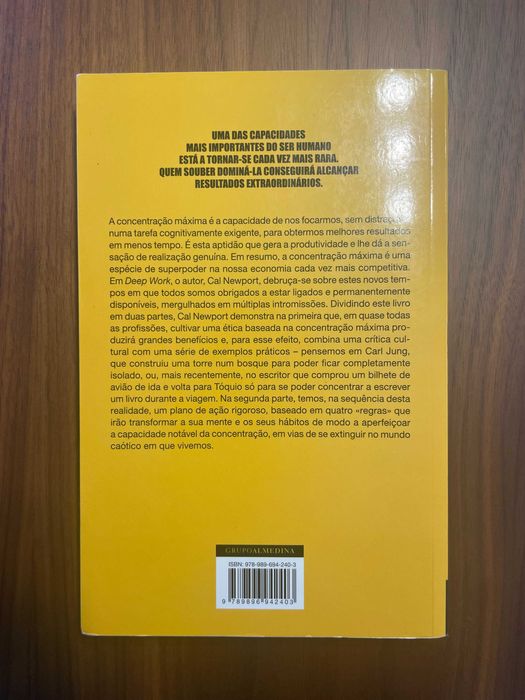 UMA DAS CAPACIDADES
MAIS IMPORTANTES DO SER HUMANO
ESTÁ A TORNAR-SE CADA VEZ MAIS RARA.
QUEM SOUBER DOMINÁ-LA CONSEGUIRÁ ALCANÇAR
RESULTADOS EXTRAORDINÁRIOS.
A concentração máxima é a capacidade de nos focarmos, sem
numa tarefa cognitivamente exigente, para obtermos melhores resultados
em menos tempo. É esta aptidão que gera a produtividade e lhe dá a sen-
sação de realização genuína. Em resumo, a concentração máxima é uma
espécie de superpoder na nossa economia cada vez mais competitiva.
Em Deep Work, o autor, Cal Newport, debruça-se sobre estes novos tem-
pos em que todos somos obrigados a estar ligados e permanentemente
disponíveis, mergulhados em múltiplas intromissões. Dividindo este livro
em duas partes, Cal Newport demonstra na primeira que, em quase todas
as profissões, cultivar uma ética baseada na concentração máxima pro-
duzirá grandes benefícios e, para esse efeito, combina uma crítica cul-
tural com uma série de exemplos práticos – pensemos em Carl Jung,
que construiu uma torre num bosque para poder ficar completamente
isolado, ou, mais recentemente, no escritor que comprou um bilhete de
avião de ida e volta para Tóquio só para se poder concentrar a escrever
um livro durante a viagem. Na segunda parte, temos, na sequência desta
realidade, um plano de ação rigoroso, baseado em quatro «regras» que
irão transformar a sua mente e os seus hábitos de modo a aperfeiçoar
a capacidade notável da concentração, em vias de se extinguir no mundo
caótico em que vivemos.
GRUPOALMEDINA
ISBN: 978-989-694-240-3
9 789896 942403